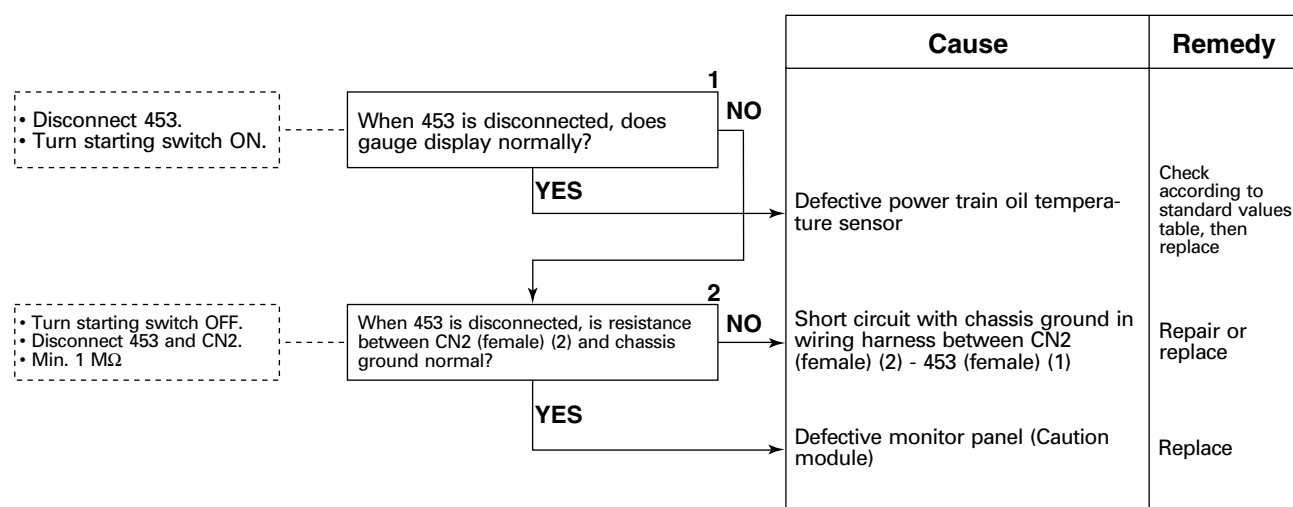 Cause
Remedy
• Disconnect 453.
• Turn starting switch ON.
1
When 453 is disconnected, does
gauge display normally?
NO
YES
Defective power train oil tempera-
ture sensor
Check
according to
standard values
table, then
replace
• Turn starting switch OFF.
• Disconnect 453 and CN2.
• Min. 1 MΩ
2
When 453 is disconnected, is resistance
between CN2 (female) (2) and chassis
ground normal?
NO
YES
Short circuit with chassis ground in
wiring harness between CN2
(female) (2) - 453 (female) (1)
Repair or
replace
Defective monitor panel (Caution
module)
Replace